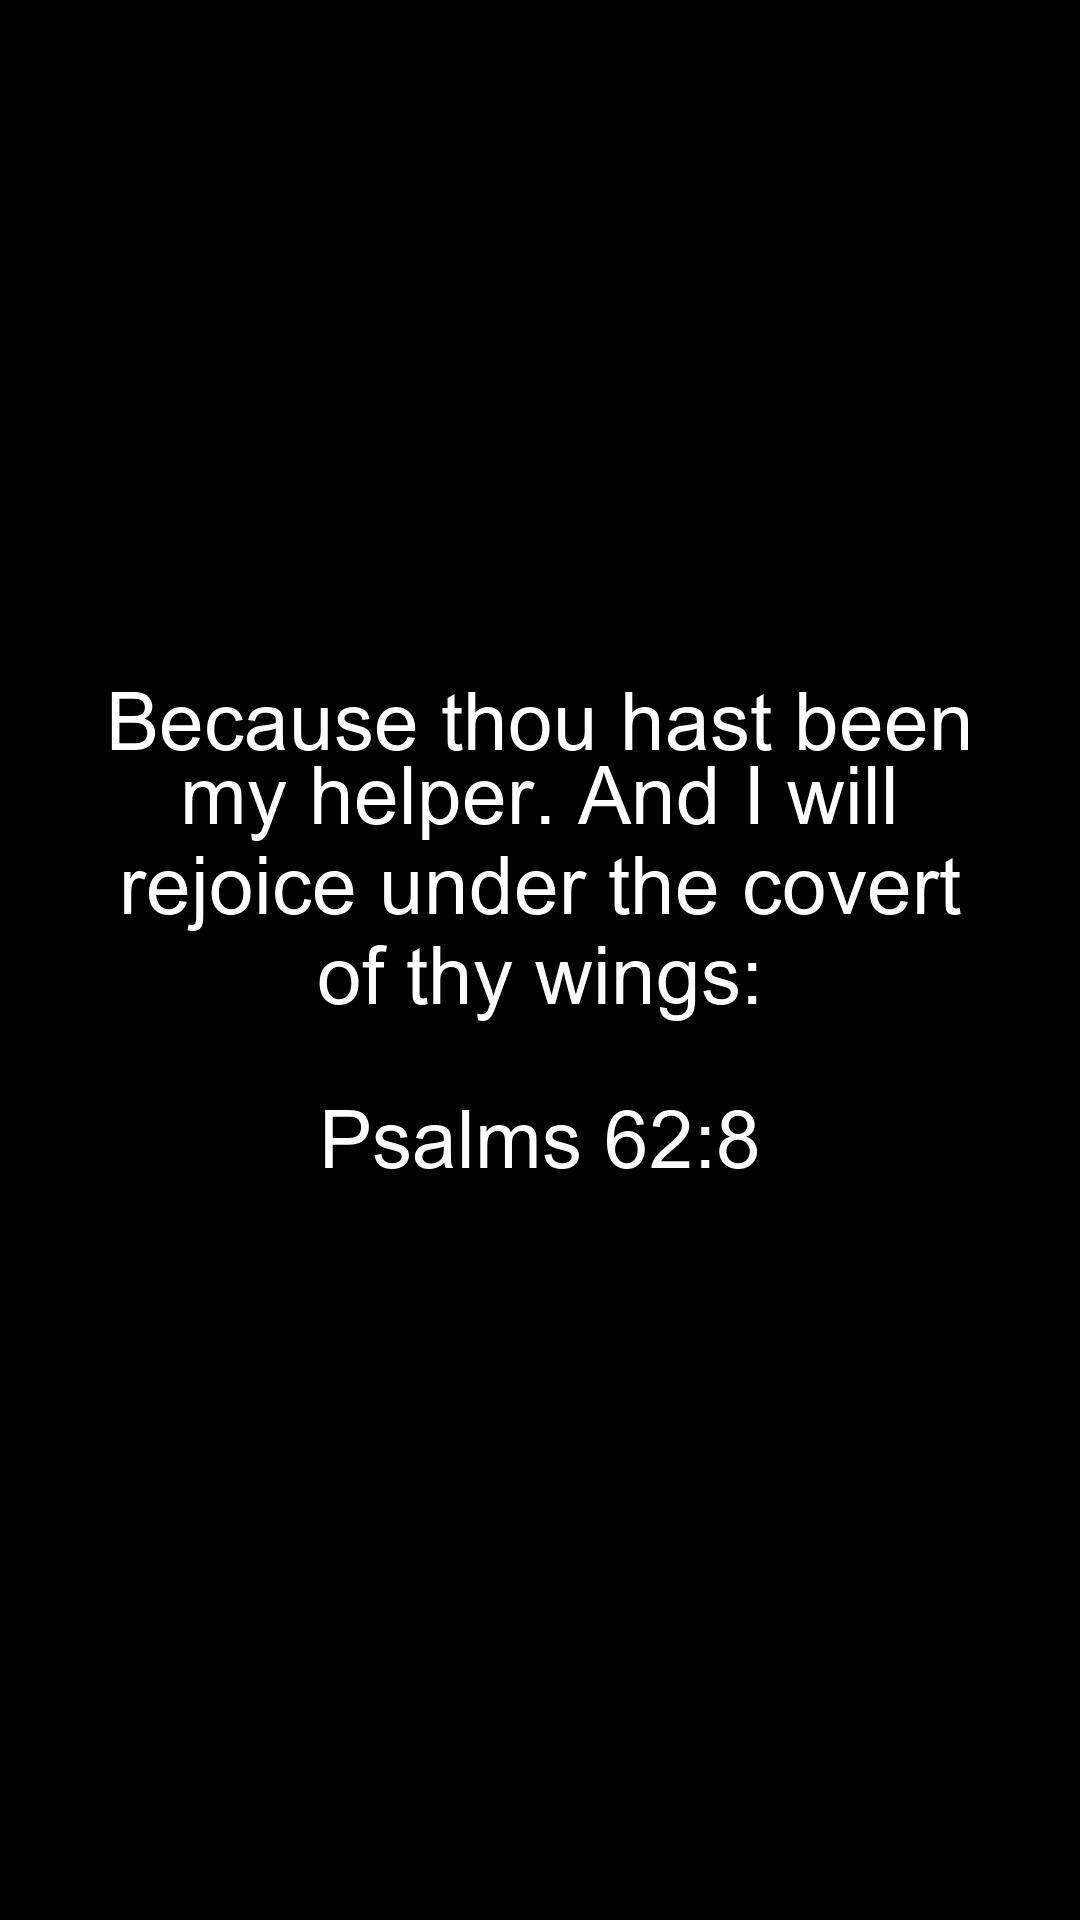 Because thou hast been
my helper. And I will
rejoice under the covert
of thy wings:
Psalms 62:8